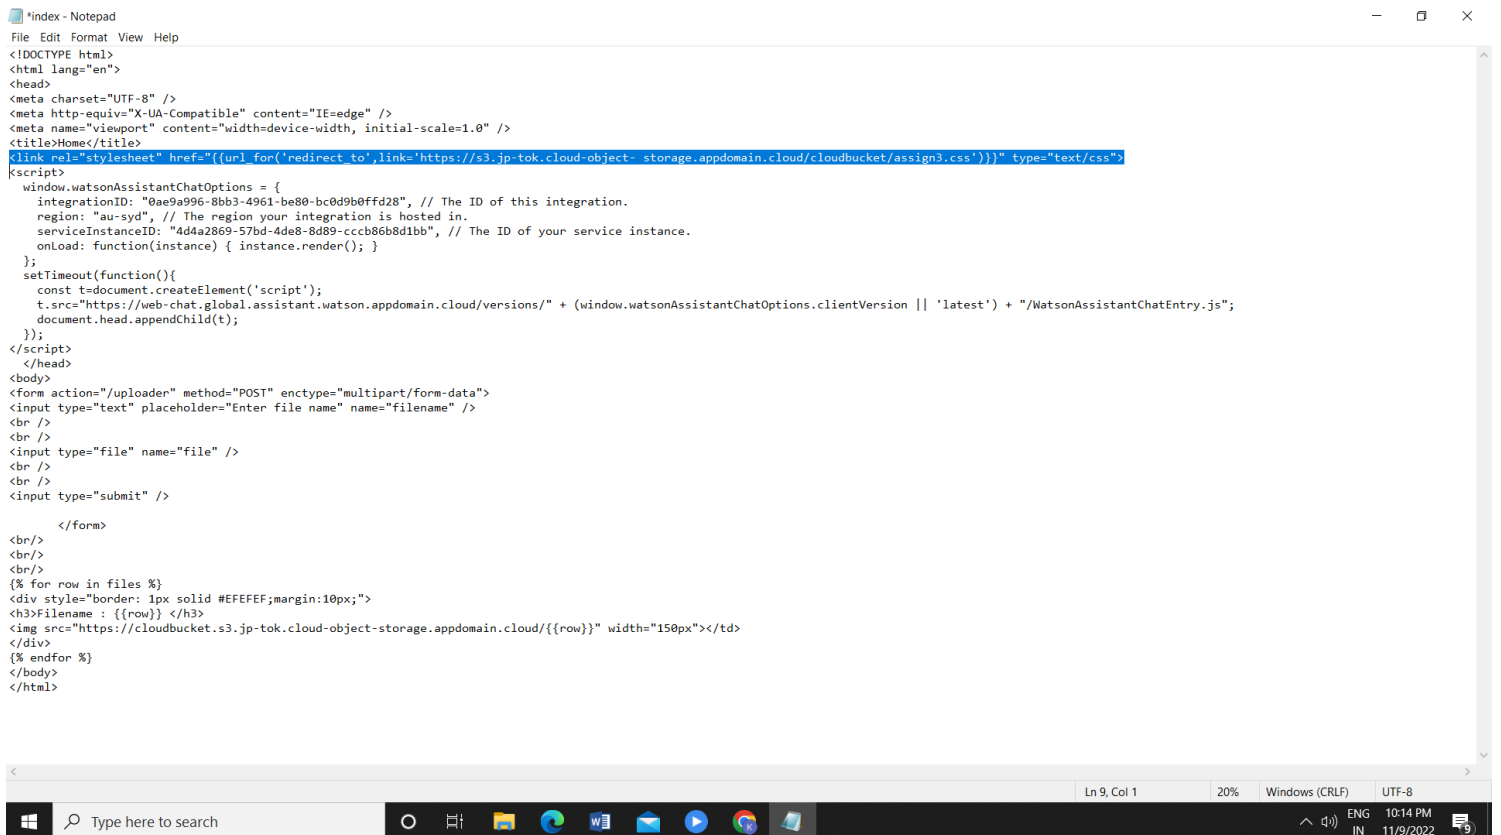 *index - Notepad
File Edit Format View Help
<!DOCTYPE html>
<html lang="en">
<head>
<meta charset="UTF-8" />
<meta http-equiv="X-UA-Compatible" content="IE=edge" />
<meta name="viewport" content="width=device-width, initial-scale=1.0" />
<title>Home</title>
<link rel="stylesheet" href="{{url_for('redirect_to',link='https://s3.jp-tok.cloud-object- storage.appdomain.cloud/cloudbucket/assign3.css')}}" type="text/css">
<script>
  window.watsonAssistantChatOptions = {
    integrationID: "0ae9a996-8bb3-4961-be80-bc0d9b0ffd28", // The ID of this integration.
    region: "au-syd", // The region your integration is hosted in.
    serviceInstanceID: "4d4a2869-57bd-4de8-8d89-cccb86b8d1bb", // The ID of your service instance.
    onLoad: function(instance) { instance.render(); }
  };
  setTimeout(function(){
    const t=document.createElement('script');
    t.src="https://web-chat.global.assistant.watson.appdomain.cloud/versions/" + (window.watsonAssistantChatOptions.clientVersion || 'latest') + "/WatsonAssistantChatEntry.js";
    document.head.appendChild(t);
  });
</script>
  </head>
<body>
<form action="/uploader" method="POST" enctype="multipart/form-data">
<input type="text" placeholder="Enter file name" name="filename" />
<br />
<br />
<input type="file" name="file" />
<br />
<br />
<input type="submit" />
       </form>
<br/>
<br/>
<br/>
{% for row in files %}
<div style="border: 1px solid #EFEFEF;margin:10px;">
<h3>Filename : {{row}} </h3>
<img src="https://cloudbucket.s3.jp-tok.cloud-object-storage.appdomain.cloud/{{row}}" width="150px"></td>
</div>
{% endfor %}
</body>
</html>
Ln 9, Col 1 20% Windows (CRLF) UTF-8
Type here to search
ENG
IN
10:14 PM
11/9/2022
9